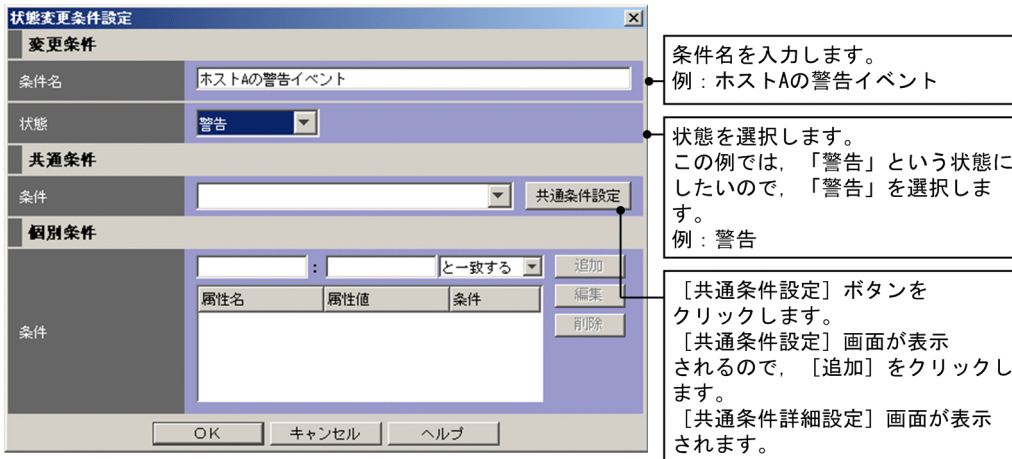 状態変更条件設定
変更条件
条件名
ホストAの警告イベント
状態
警告
共通条件
条件
共通条件設定
個別条件
条件
:
と一致する
追加
属性名
属性値
条件
編集
削除
OK
キャンセル
ヘルプ
条件名を入力します。
例：ホストAの警告イベント
状態を選択します。
この例では，「警告」という状態に
したいので，「警告」を選択しま
す。
例：警告
［共通条件設定］ボタンを
クリックします。
［共通条件設定］画面が表示
されるので，［追加］をクリックし
ます。
［共通条件詳細設定］画面が表示
されます。